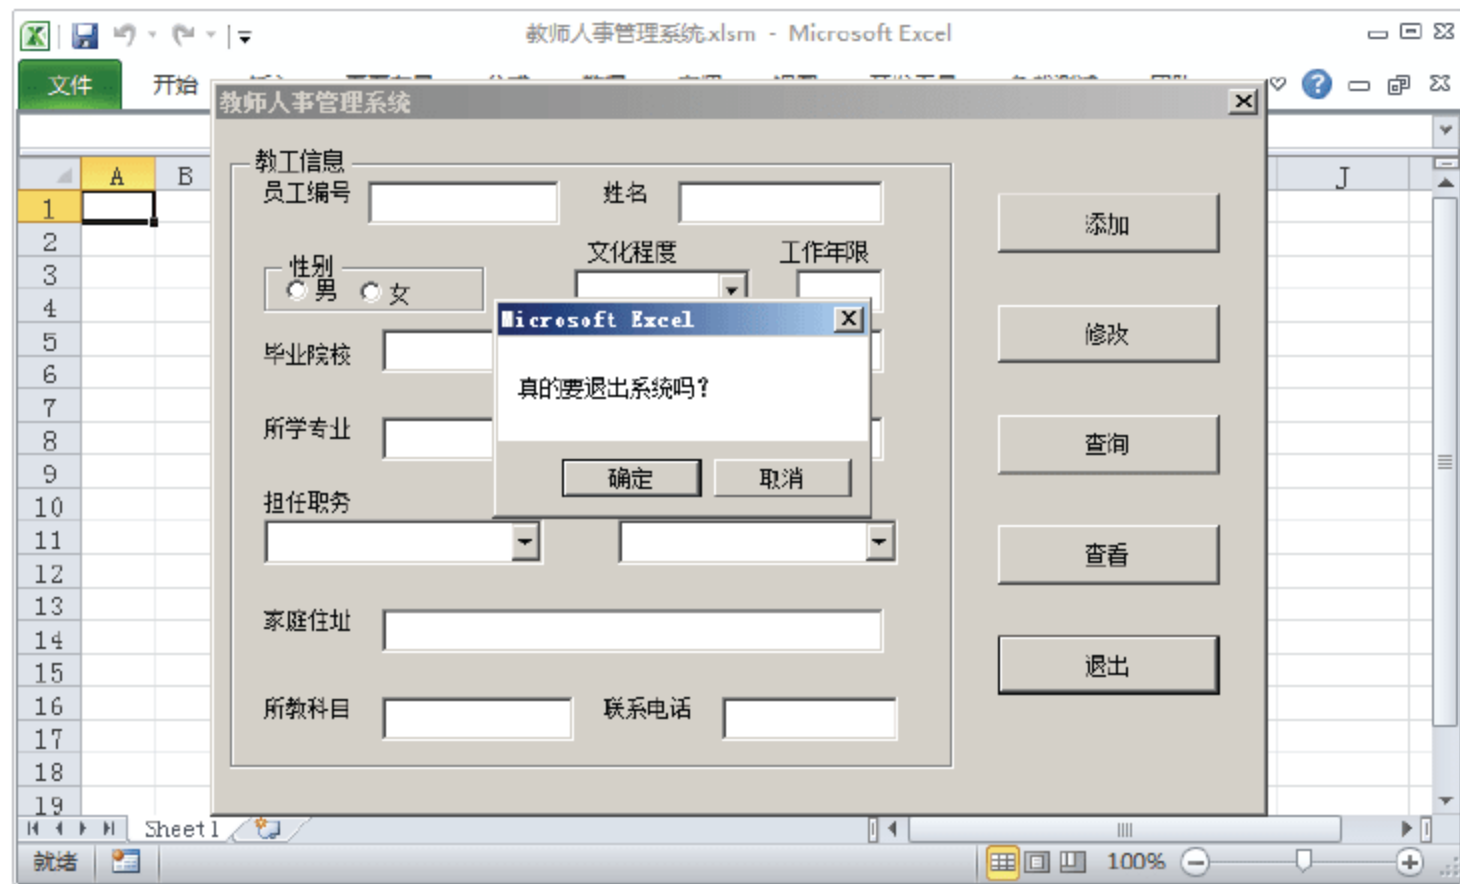 教师人事管理系统.xlsm - Microsoft Excel
文件 开始
教师人事管理系统
A B J
教工信息
员工编号 姓名 添加
性别 文化程度 工作年限
男 女
Microsoft Excel
真的要退出系统吗?
确定 取消
毕业院校 修改
所学专业 查询
担任职务 查看
家庭住址 退出
所教科目 联系电话
1
2
3
4
5
6
7
8
9
10
11
12
13
14
15
16
17
18
19
Sheet1
就绪 100%